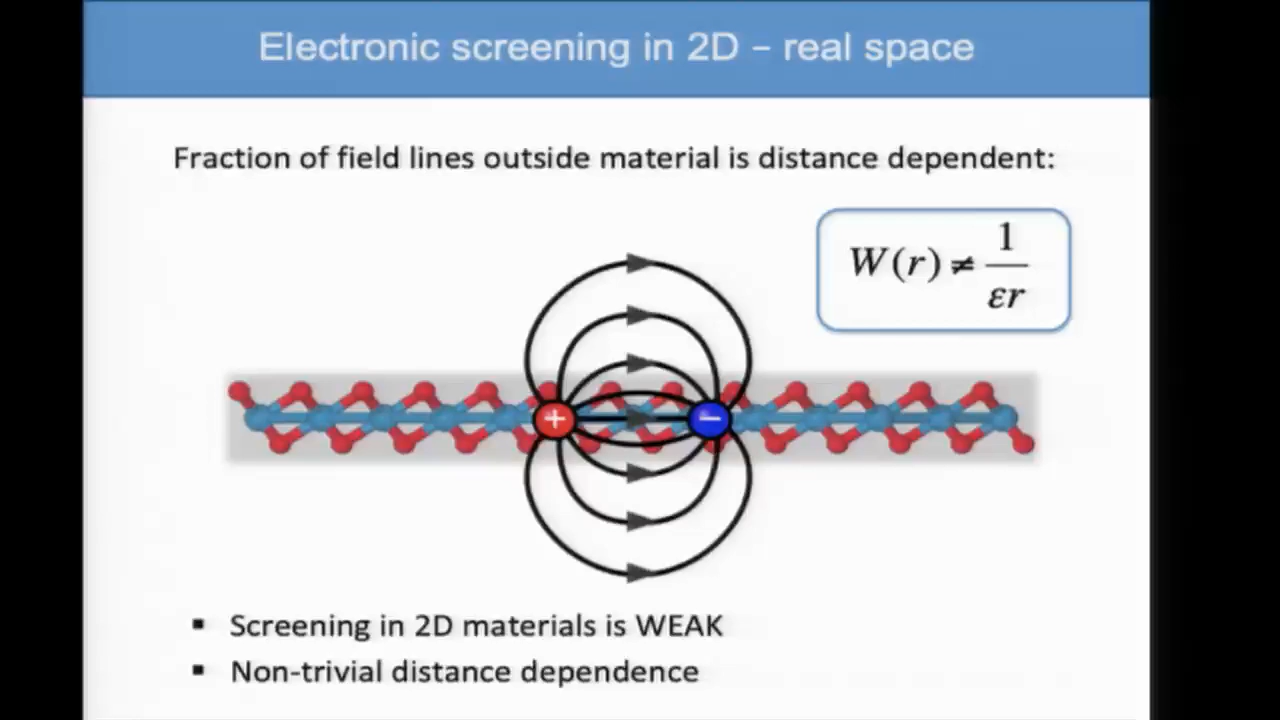 Electronic screening in 2D – real space
Fraction of field lines outside material is distance dependent:
W(r) ≠ 1/εr
+ −
▪ Screening in 2D materials is WEAK
▪ Non-trivial distance dependence